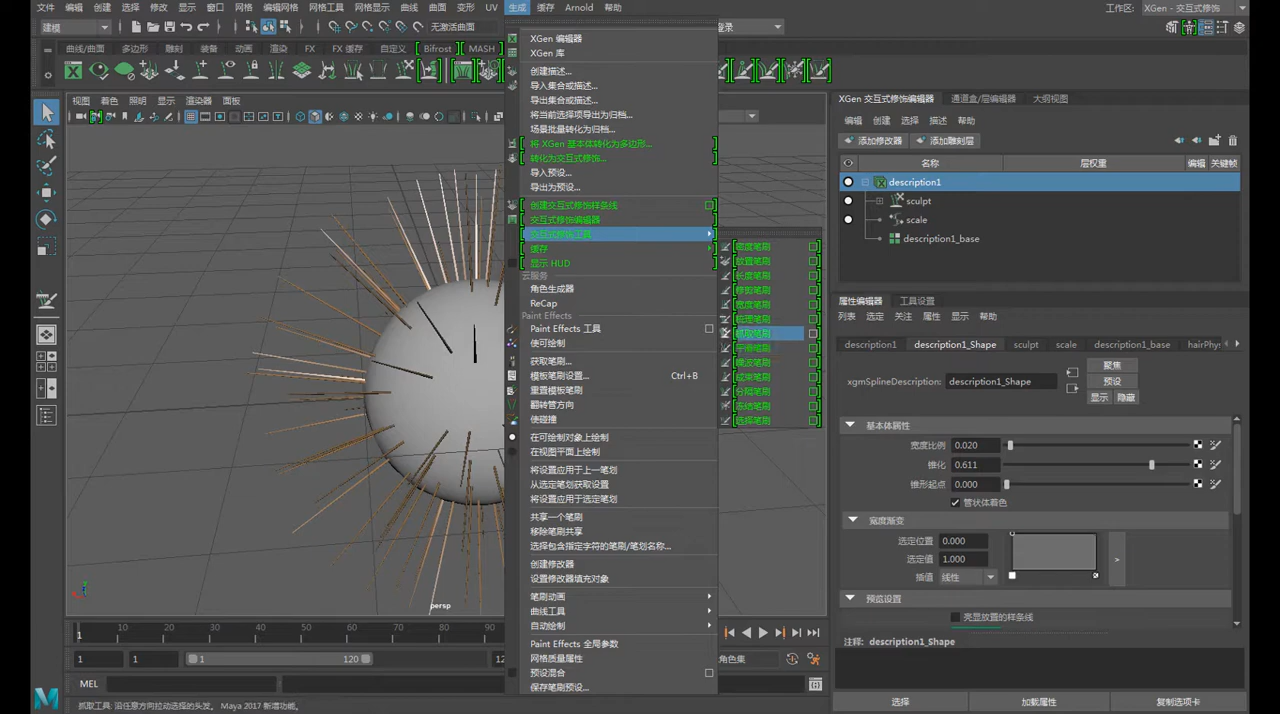 文件 编辑 创建 选择 修改 显示 窗口 网格 编辑网格 网格工具 网格显示 曲线 曲面 变形 UV 生成 缓存 Arnold 帮助
工作区: XGen - 交互式修饰
建模
无激活曲面
登录
曲线/曲面 多边形 雕刻 装备 动画 渲染 FX FX 缓存 自定义 Bifrost MASH
视图 着色 照明 显示 渲染器 面板
XGen 编辑器
XGen 库
创建描述...
导入集合或描述...
导出集合或描述...
将当前选择项导出为归档...
场景批量转化为归档...
将 XGen 基本体转化为多边形...
转化为交互式修饰...
导入预设...
导出为预设...
创建交互式修饰样条线
交互式修饰编辑器
交互式修饰工具
缓存
显示 HUD
云服务
角色生成器
ReCap
Paint Effects
Paint Effects 工具
使可绘制
获取笔刷...
模板笔刷设置... Ctrl+B
重置模板笔刷
翻转管方向
使碰撞
在可绘制对象上绘制
在视图平面上绘制
将设置应用于上一笔划
从选定笔划获取设置
将设置应用于选定笔划
共享一个笔刷
移除笔刷共享
选择包含指定字符的笔刷/笔划名称...
创建修改器
设置修改器填充对象
笔刷动画
曲线工具
自动绘制
Paint Effects 全局参数
网格质量属性
预设混合
保存笔刷预设...
密度笔刷
放置笔刷
长度笔刷
修剪笔刷
宽度笔刷
梳理笔刷
抓取笔刷
平滑笔刷
噪波笔刷
成束笔刷
分隔笔刷
冻结笔刷
选择笔刷
persp
XGen 交互式修饰编辑器 通道盒/层编辑器 大纲视图
编辑 创建 选择 描述 帮助
添加修改器 添加雕刻层
名称 层权重 编辑 关键帧
description1
sculpt
scale
description1_base
属性编辑器 工具设置
列表 选定 关注 属性 显示 帮助
description1 description1_Shape sculpt scale description1_base hairPhys
聚焦
xgmSplineDescription: description1_Shape 预设
显示 隐藏
基本体属性
宽度比例 0.020
锥化 0.611
锥形起点 0.000
管状体着色
宽度渐变
选定位置 0.000
选定值 1.000
插值 线性
预览设置
亮显放置的样条线
注释: description1_Shape
选择 加载属性 复制选项卡
1 10 20 30 40 50 60 70 80 90
1 1 1 120 12
角色集
MEL
抓取工具: 沿任意方向拉动选择的头发。Maya 2017 新增功能。